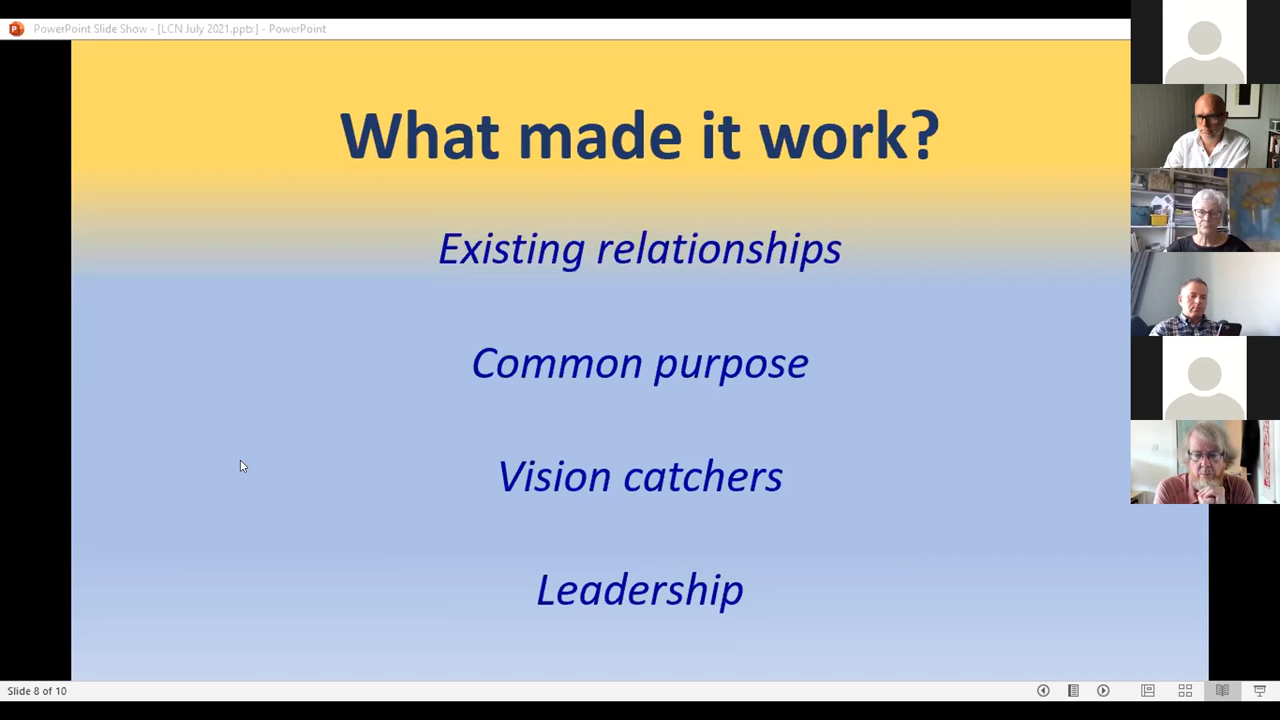 PowerPoint Slide Show - [LCN July 2021.pptx] - PowerPoint
What made it work?
Existing relationships
Common purpose
Vision catchers
Leadership
Slide 8 of 10